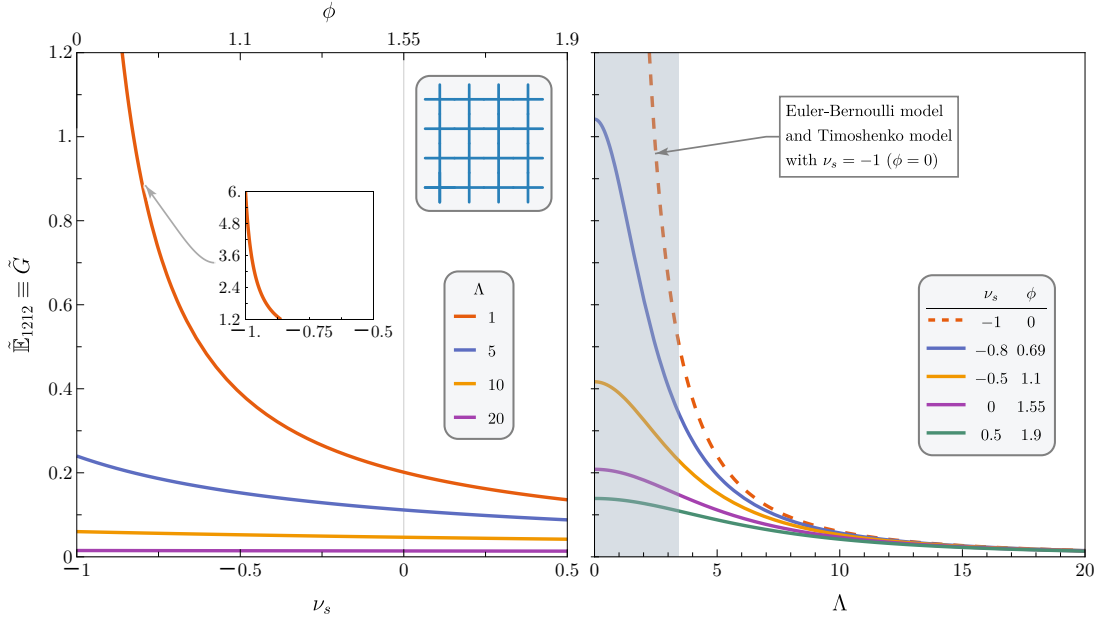 ϕ
0 1.1 1.55 1.9
1.2
1.
0.8
0.6
0.4
0.2
0
𝔼̃₁₂₁₂ ≡ G̃
−1 −0.5 0 0.5
νₛ
6.
4.8
3.6
2.4
1.2
−1. −0.75 −0.5
Λ
1
5
10
20
Euler-Bernoulli model
and Timoshenko model
with νₛ = −1 (ϕ = 0)
νₛ ϕ
−1 0
−0.8 0.69
−0.5 1.1
0 1.55
0.5 1.9
0 5 10 15 20
Λ